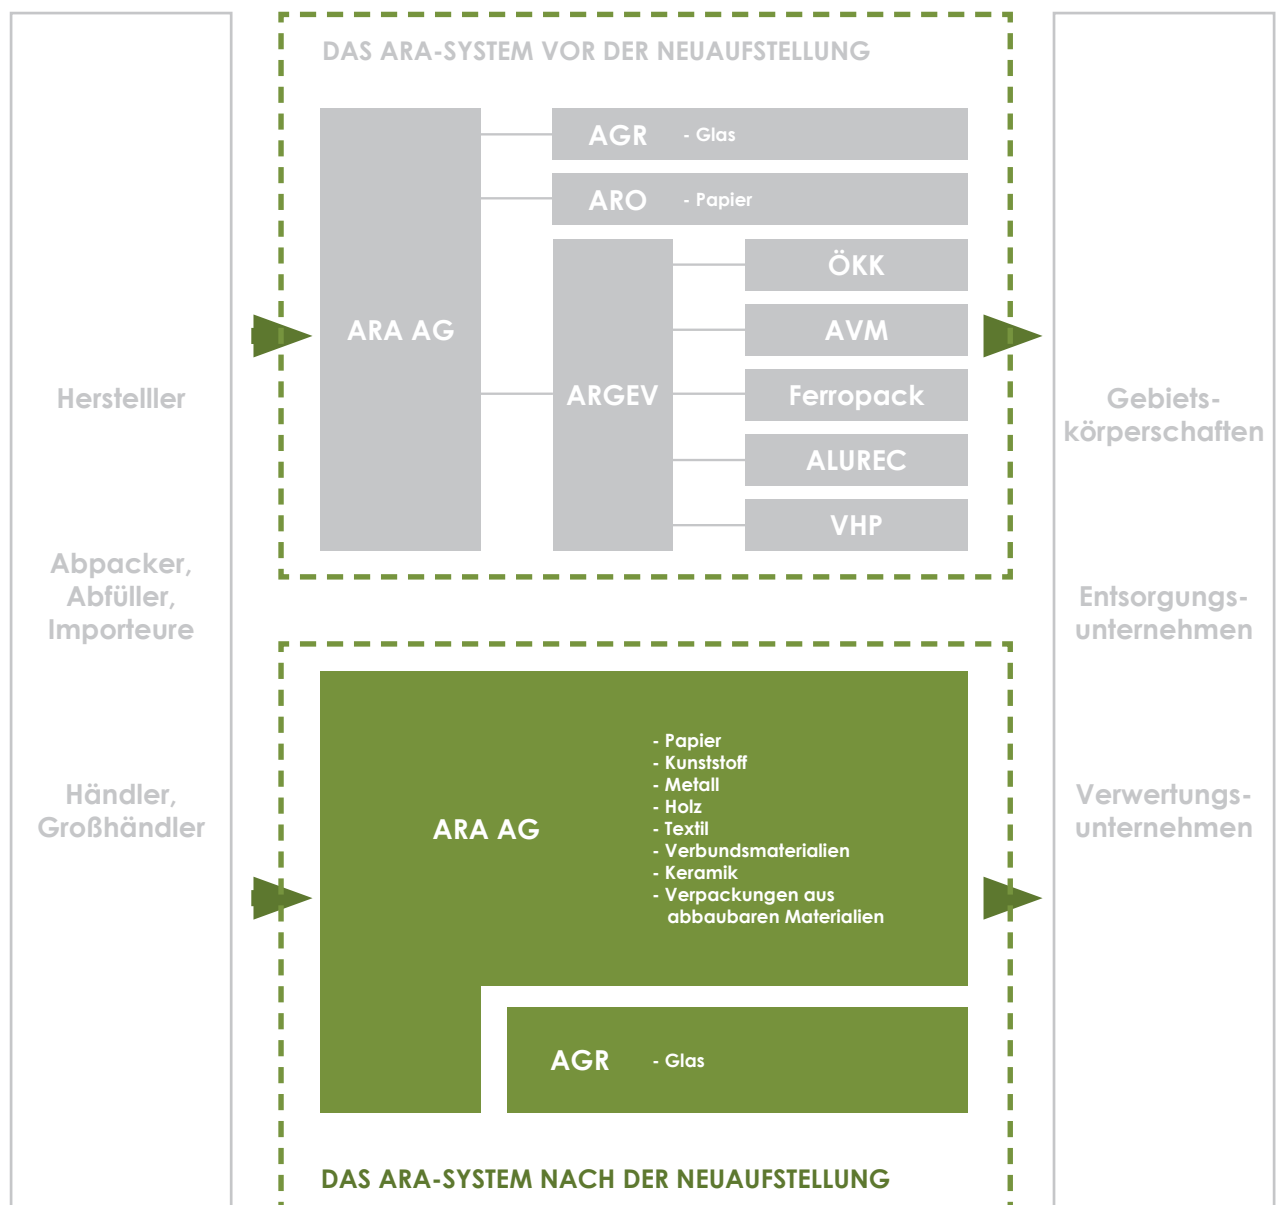 DAS ARA-SYSTEM VOR DER NEUAUFSTELLUNG
Herstelller
Abpacker,
Abfüller,
Importeure
Händler,
Großhändler
ARA AG
AGR - Glas
ARO - Papier
ARGEV
ÖKK
AVM
Ferropack
ALUREC
VHP
Gebiets-
körperschaften
Entsorgungs-
unternehmen
Verwertungs-
unternehmen
ARA AG
- Papier
- Kunststoff
- Metall
- Holz
- Textil
- Verbundsmaterialien
- Keramik
- Verpackungen aus
abbaubaren Materialien
AGR - Glas
DAS ARA-SYSTEM NACH DER NEUAUFSTELLUNG